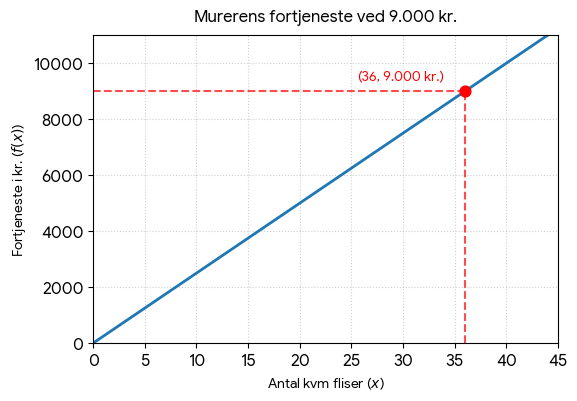 Murerens fortjeneste ved 9.000 kr.
(36, 9.000 kr.)
Fortjeneste i kr. (f(x))
10000
8000
6000
4000
2000
0
0 5 10 15 20 25 30 35 40 45
Antal kvm fliser (x)